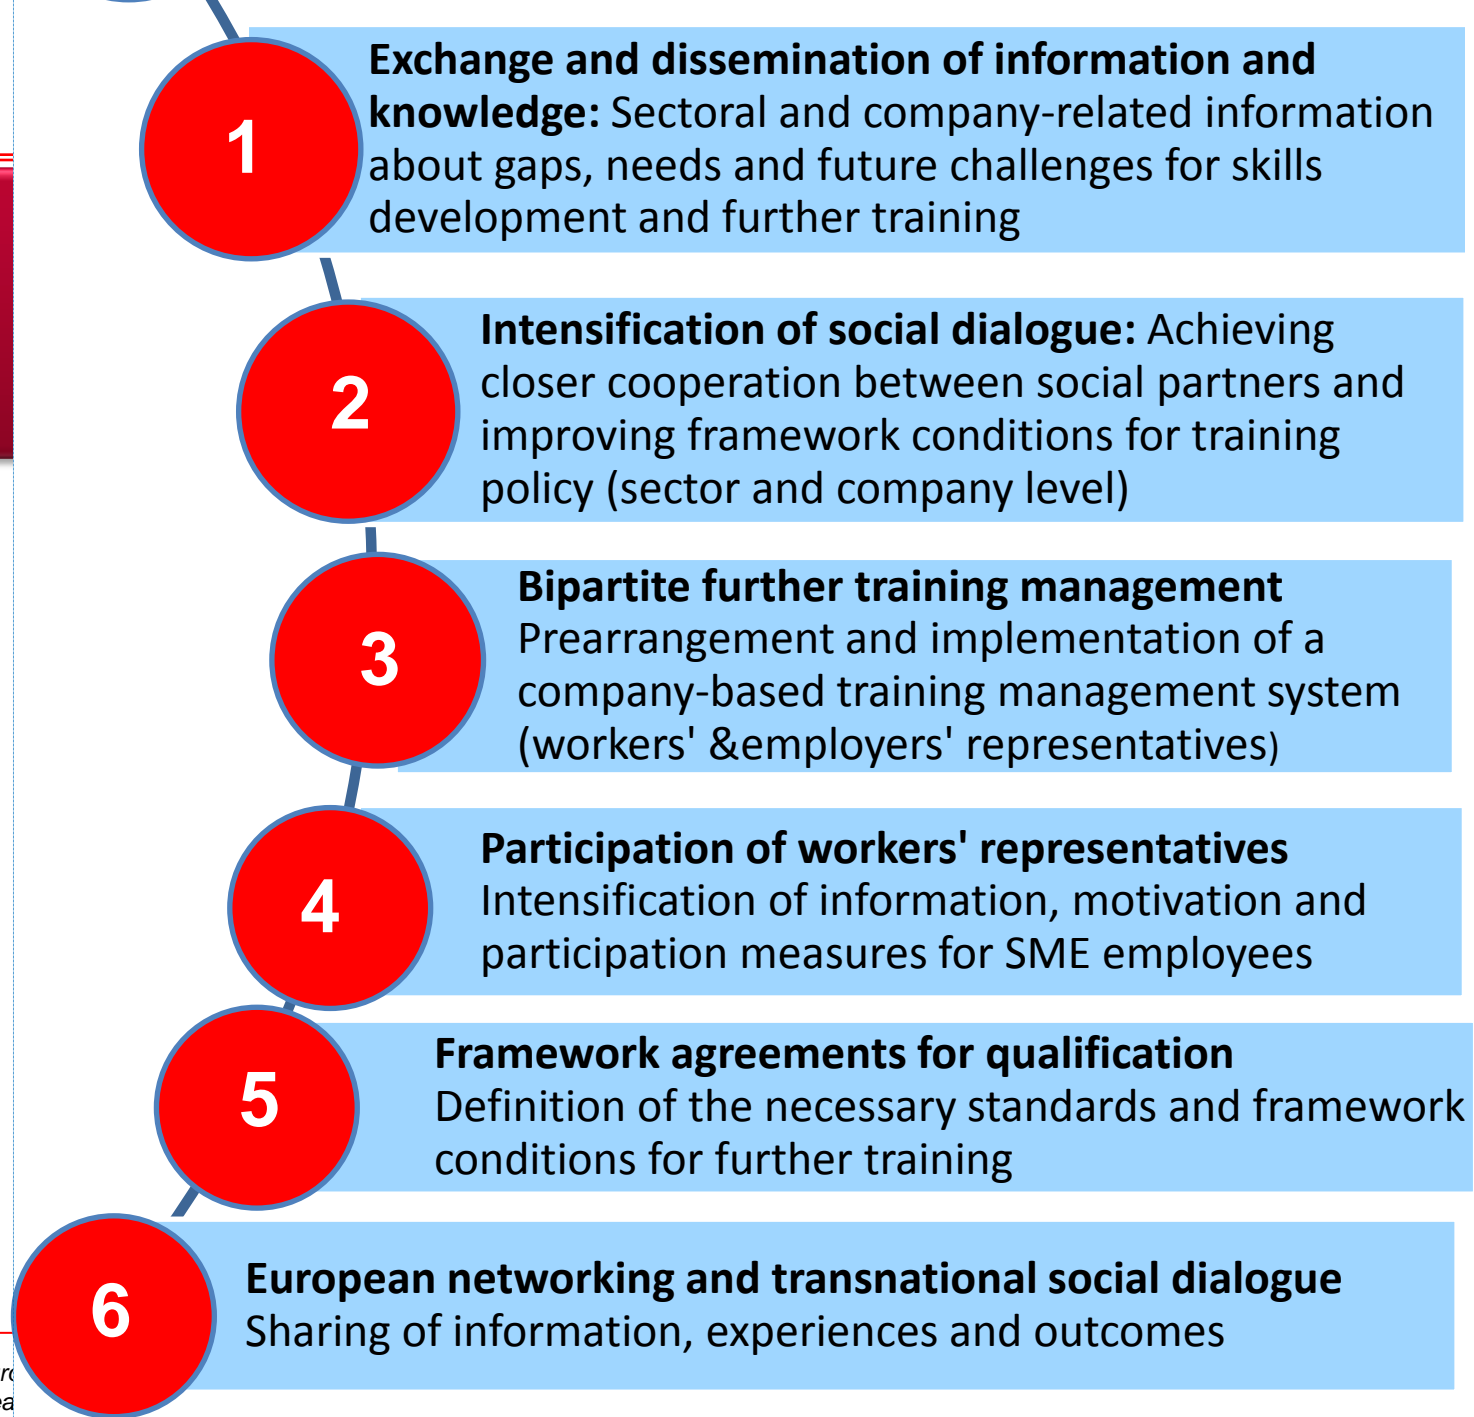 1
Exchange and dissemination of information and
knowledge: Sectoral and company-related information
about gaps, needs and future challenges for skills
development and further training
2
Intensification of social dialogue: Achieving
closer cooperation between social partners and
improving framework conditions for training
policy (sector and company level)
3
Bipartite further training management
Prearrangement and implementation of a
company-based training management system
(workers' &employers' representatives)
4
Participation of workers' representatives
Intensification of information, motivation and
participation measures for SME employees
5
Framework agreements for qualification
Definition of the necessary standards and framework
conditions for further training
6
European networking and transnational social dialogue
Sharing of information, experiences and outcomes